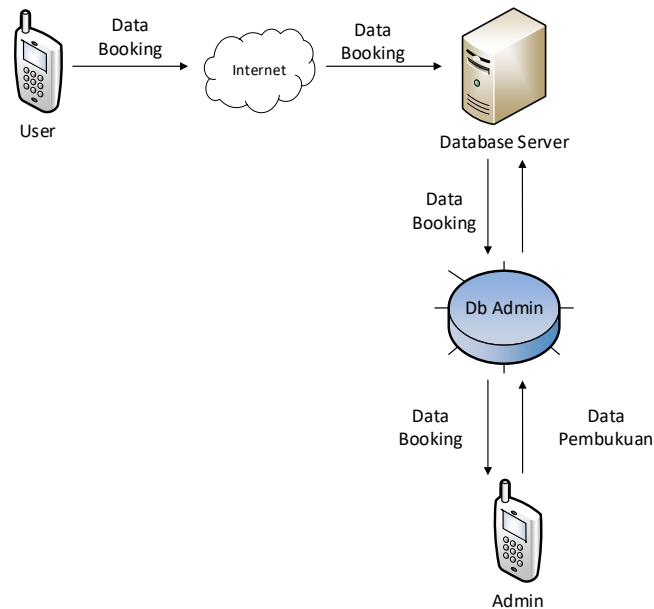 Data
Booking
Data
Booking
Internet
User
Database Server
Data
Booking
Db Admin
Data
Booking
Data
Pembukuan
Admin